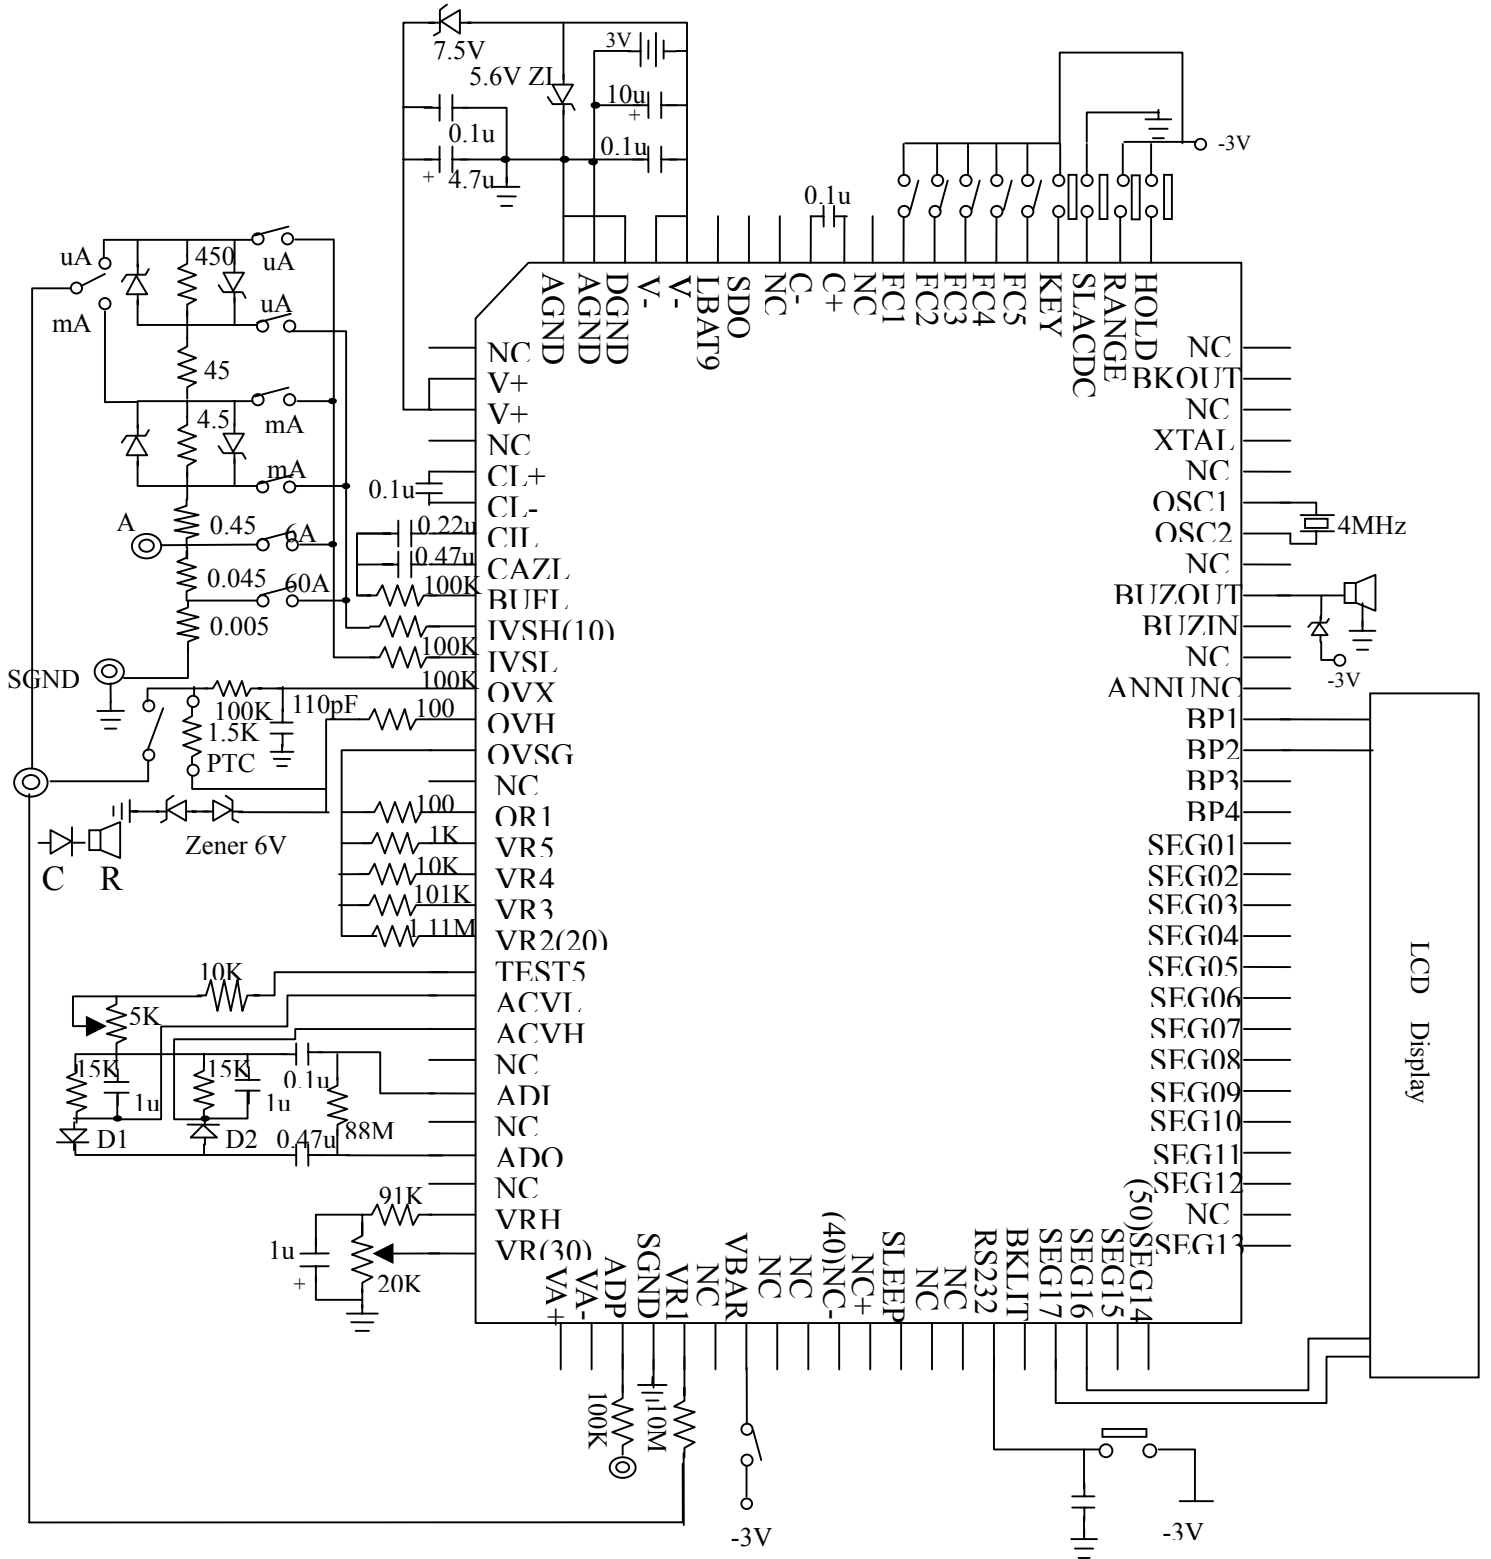 7.5V
3V
5.6V ZI
10u
+
0.1u
0.1u
+
4.7u
-3V
0.1u
uA
450
uA
mA
uA
45
4.5
mA
mA
A
0.45
6A
0.045
60A
0.005
SGND
0.1u
0.22u
0.47u
100K
100K
100K
100K
110pF
1.5K
100
PTC
Zener 6V
C R
100
1K
10K
101K
1.11M
10K
5K
15K
15K
0.1u
1u
1u
D1
D2
0.47u
88M
91K
1u
+
20K
AGND
AGND
DGND
V-
V-
LBAT9
SDO
NC
C-
C+
NC
FC1
FC2
FC3
FC4
FC5
KEY
SLACDC
RANGE
HOLD
NC
V+
V+
NC
CL+
CL-
CIL
CAZL
BUFL
IVSH(10)
IVSL
OVX
OVH
OVSG
NC
OR1
VR5
VR4
VR3
VR2(20)
TEST5
ACVL
ACVH
NC
ADI
NC
ADO
NC
VRH
VR(30)
NC
BKOUT
NC
XTAL
NC
OSC1
OSC2
4MHz
NC
BUZOUT
BUZIN
NC
-3V
ANNUNC
BP1
BP2
BP3
BP4
SEG01
SEG02
SEG03
SEG04
SEG05
SEG06
SEG07
SEG08
SEG09
SEG10
SEG11
SEG12
NC
SEG13
LCD Display
VA+
VA-
ADP
SGND
VR1
NC
VBAR
NC
NC
(40)NC-
NC+
SLEEP
NC
NC
RS232
BKLIT
SEG17
SEG16
SEG15
(50)SEG14
100K
10M
-3V
-3V